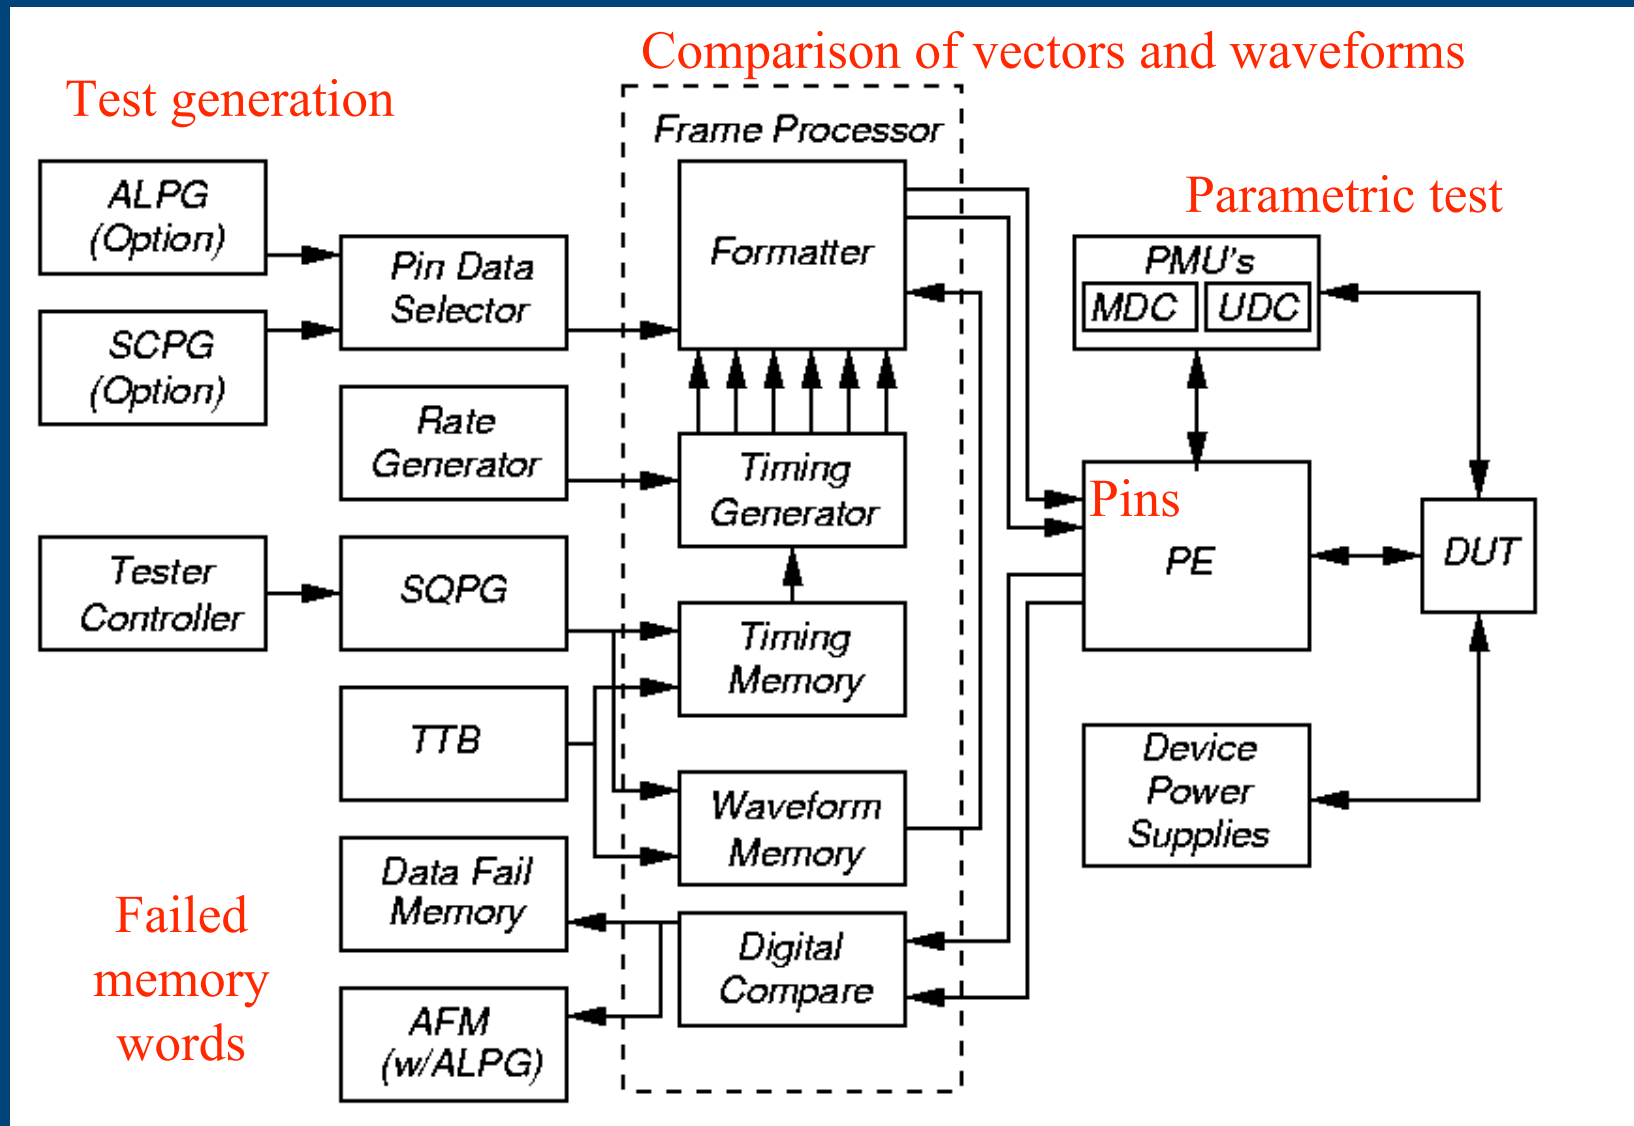 Comparison of vectors and waveforms
Test generation
Frame Processor
ALPG
(Option)
SCPG
(Option)
Pin Data
Selector
Formatter
Parametric test
PMU's
MDC
UDC
Rate
Generator
Timing
Generator
Pins
PE
DUT
Tester
Controller
SQPG
Timing
Memory
TTB
Waveform
Memory
Device
Power
Supplies
Data Fail
Memory
Failed
memory
words
Digital
Compare
AFM
(w/ALPG)